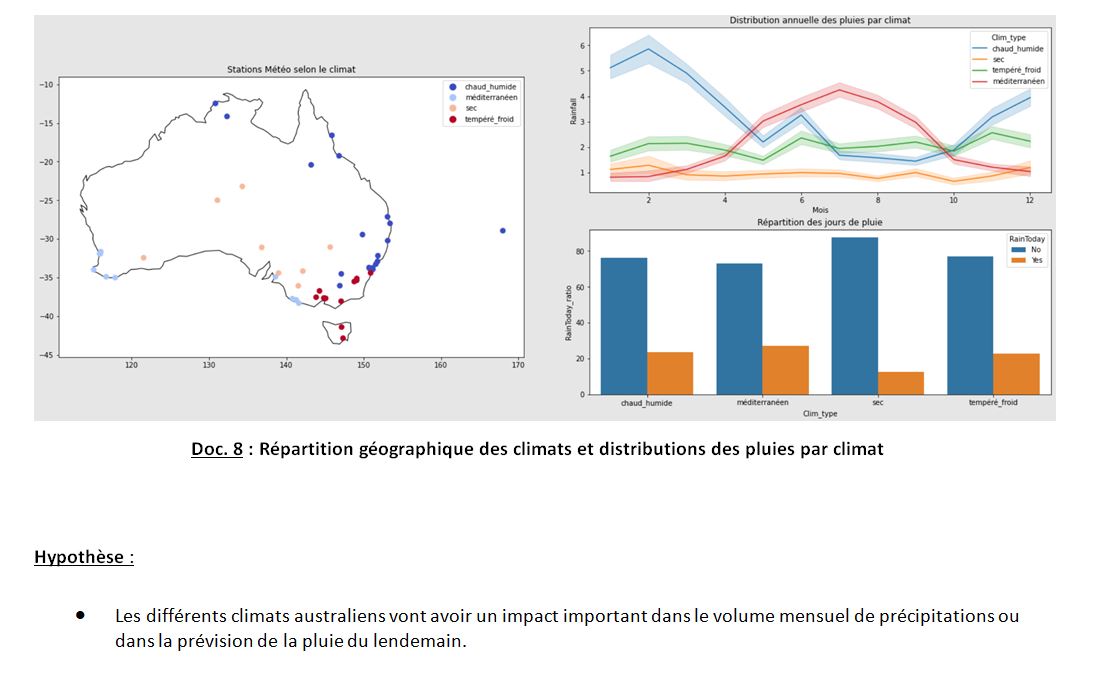 Stations Météo selon le climat
chaud_humide
méditerranéen
sec
tempéré_froid
−10
−15
−20
−25
−30
−35
−40
−45
120
130
140
150
160
170
Distribution annuelle des pluies par climat
Clim_type
chaud_humide
sec
tempéré_froid
méditerranéen
Rainfall
6
5
4
3
2
1
2
4
6
8
10
12
Mois
Répartition des jours de pluie
RainToday
No
Yes
RainToday_ratio
80
60
40
20
0
chaud_humide
méditerranéen
sec
tempéré_froid
Clim_type
Doc. 8 : Répartition géographique des climats et distributions des pluies par climat
Hypothèse :
• Les différents climats australiens vont avoir un impact important dans le volume mensuel de précipitations ou
dans la prévision de la pluie du lendemain.